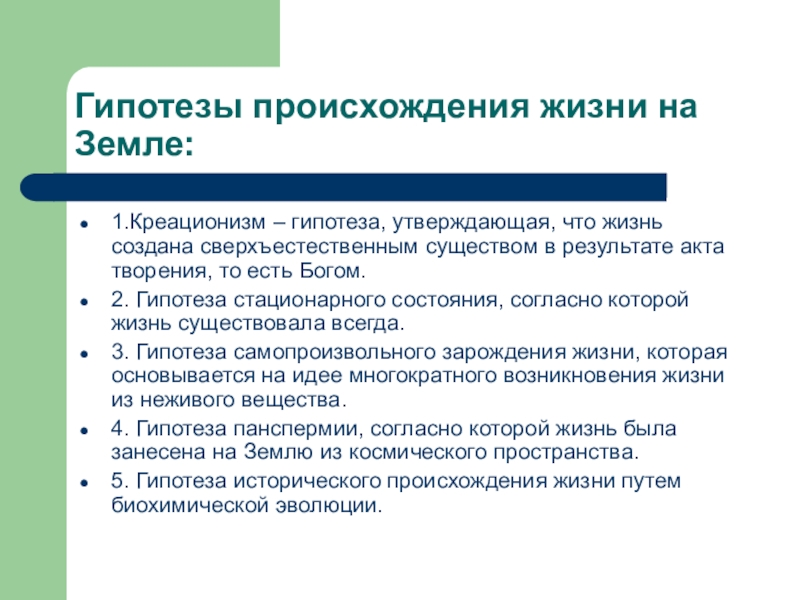 Гипотезы происхождения жизни на
Земле:
1.Креационизм – гипотеза, утверждающая, что жизнь
создана сверхъестественным существом в результате акта
творения, то есть Богом.
2. Гипотеза стационарного состояния, согласно которой
жизнь существовала всегда.
3. Гипотеза самопроизвольного зарождения жизни, которая
основывается на идее многократного возникновения жизни
из неживого вещества.
4. Гипотеза панспермии, согласно которой жизнь была
занесена на Землю из космического пространства.
5. Гипотеза исторического происхождения жизни путем
биохимической эволюции.